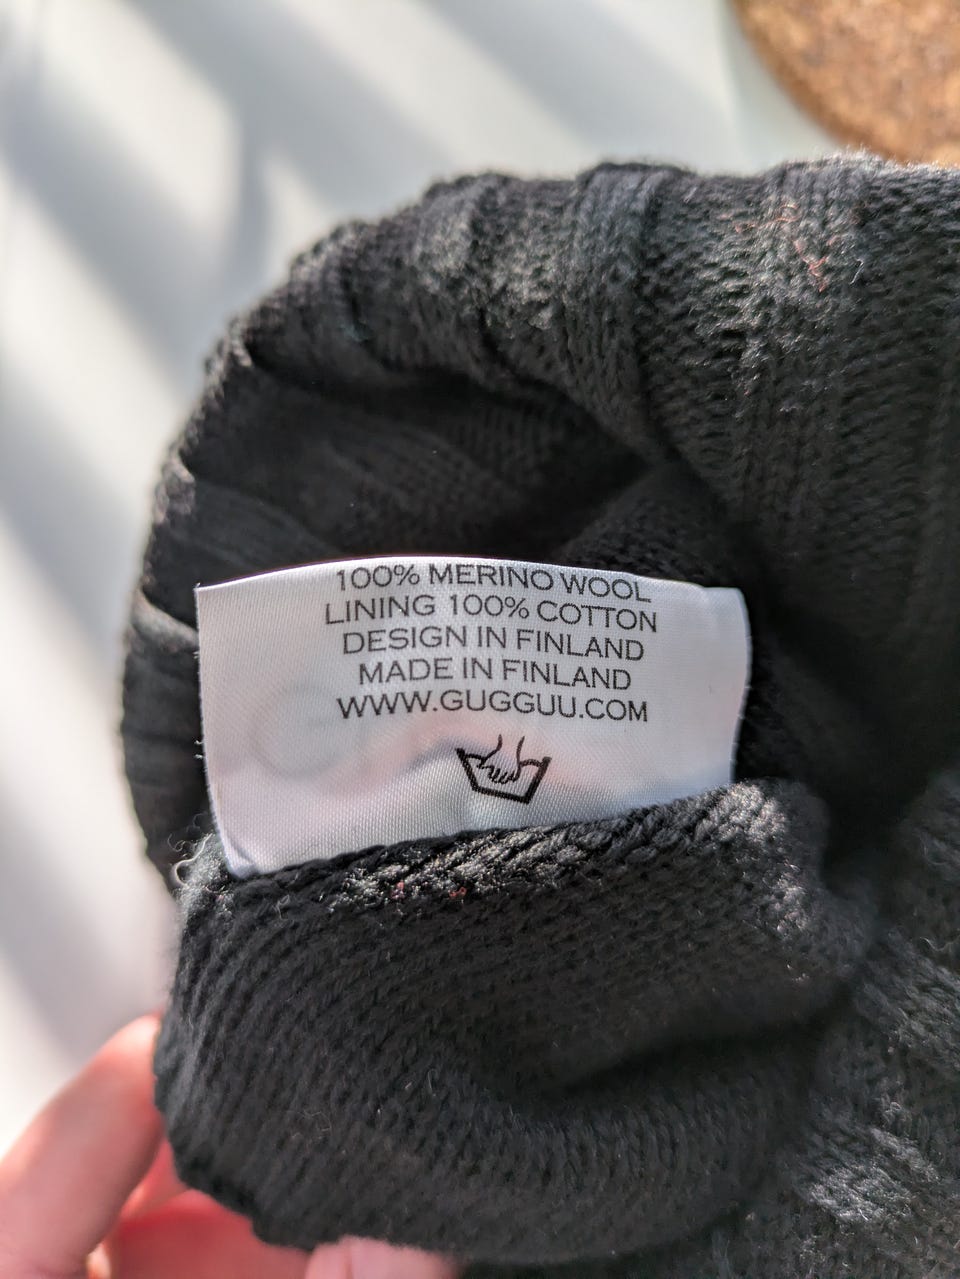 100% MERINO WOOL
LINING 100% COTTON
DESIGN IN FINLAND
MADE IN FINLAND
WWW.GUGGUU.COM